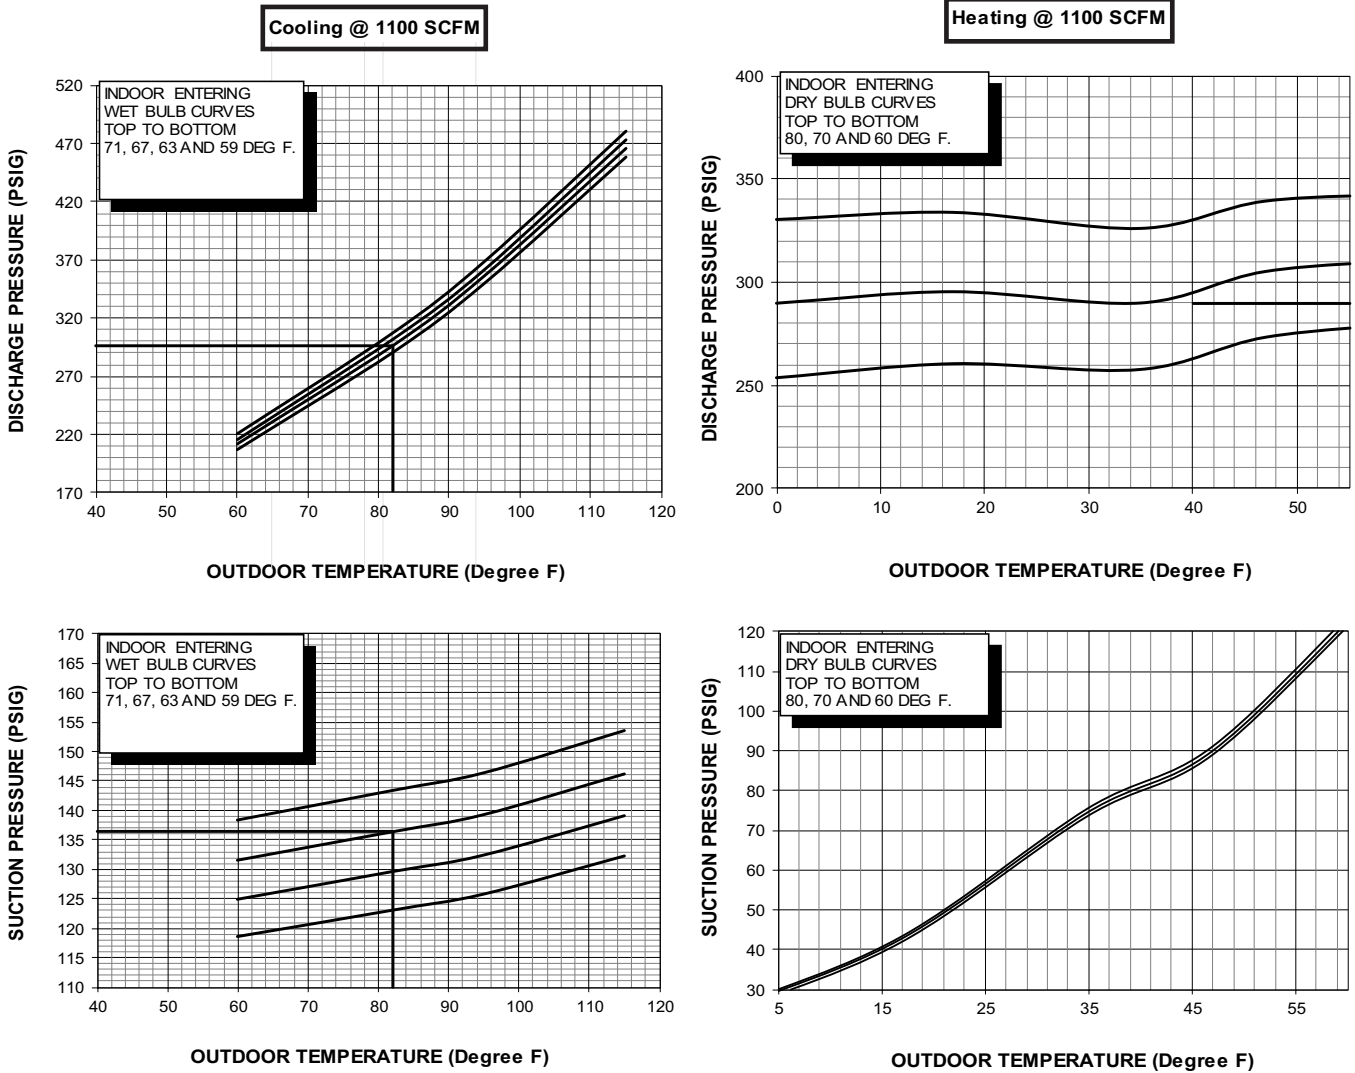 Cooling @ 1100 SCFM
Heating @ 1100 SCFM
DISCHARGE PRESSURE (PSIG)
520
470
420
370
320
270
220
170
INDOOR ENTERING
WET BULB CURVES
TOP TO BOTTOM
71, 67, 63 AND 59 DEG F.
40 50 60 70 80 90 100 110 120
OUTDOOR TEMPERATURE (Degree F)
DISCHARGE PRESSURE (PSIG)
400
350
300
250
200
INDOOR ENTERING
DRY BULB CURVES
TOP TO BOTTOM
80, 70 AND 60 DEG F.
0 10 20 30 40 50
OUTDOOR TEMPERATURE (Degree F)
SUCTION PRESSURE (PSIG)
170
165
160
155
150
145
140
135
130
125
120
115
110
INDOOR ENTERING
WET BULB CURVES
TOP TO BOTTOM
71, 67, 63 AND 59 DEG F.
40 50 60 70 80 90 100 110 120
OUTDOOR TEMPERATURE (Degree F)
SUCTION PRESSURE (PSIG)
120
110
100
90
80
70
60
50
40
30
INDOOR ENTERING
DRY BULB CURVES
TOP TO BOTTOM
80, 70 AND 60 DEG F.
5 15 25 35 45 55
OUTDOOR TEMPERATURE (Degree F)